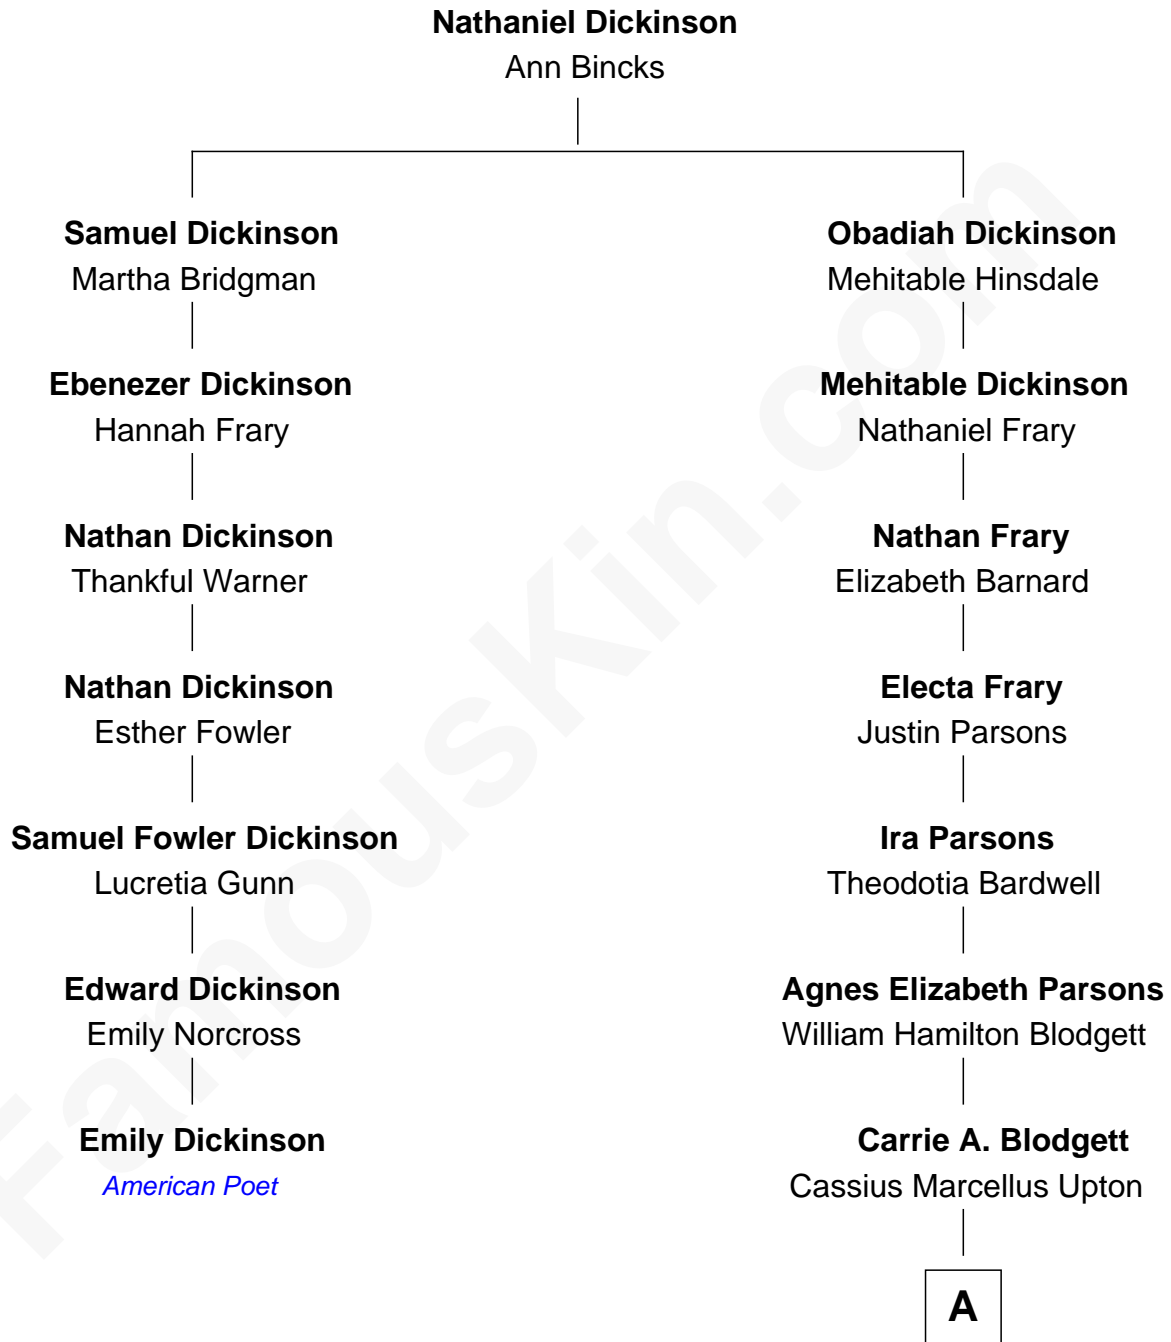 Nathaniel Dickinson
Ann Bincks
Samuel Dickinson
Martha Bridgman
Obadiah Dickinson
Mehitable Hinsdale
Ebenezer Dickinson
Hannah Frary
Mehitable Dickinson
Nathaniel Frary
Nathan Dickinson
Thankful Warner
Nathan Frary
Elizabeth Barnard
Nathan Dickinson
Esther Fowler
Electa Frary
Justin Parsons
Samuel Fowler Dickinson
Lucretia Gunn
Ira Parsons
Theodotia Bardwell
Edward Dickinson
Emily Norcross
Agnes Elizabeth Parsons
William Hamilton Blodgett
Emily Dickinson
American Poet
Carrie A. Blodgett
Cassius Marcellus Upton
A
FamousKin.com